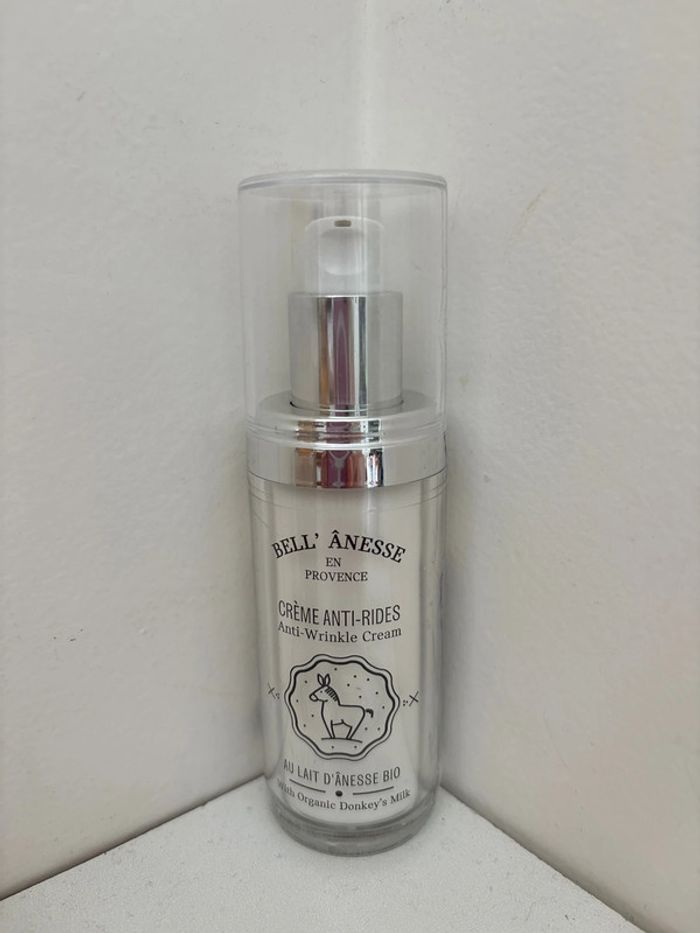 BELL' ÂNESSE
EN
PROVENCE
CRÈME ANTI-RIDES
Anti-Wrinkle Cream
AU LAIT D'ÂNESSE BIO
With Organic Donkey's Milk